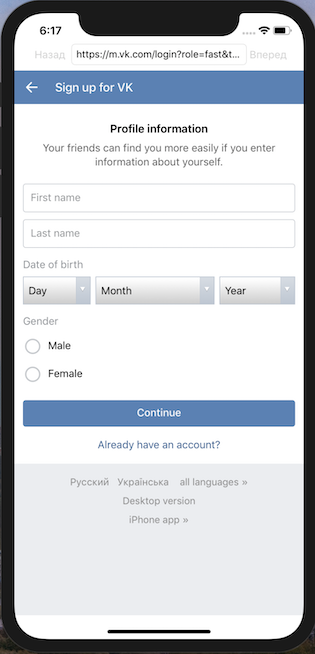 6:17
Назад https://m.vk.com/login?role=fast&t... Вперед
Sign up for VK
Profile information
Your friends can find you more easily if you enter
information about yourself.
First name
Last name
Date of birth
Day Month Year
Gender
Male
Female
Continue
Already have an account?
Русский Українська all languages »
Desktop version
iPhone app »